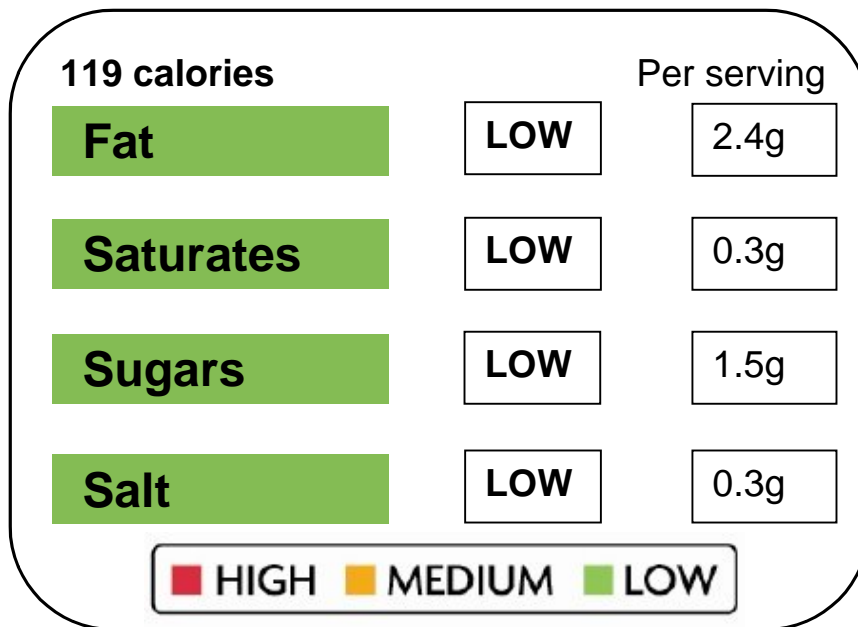 119 calories Per serving
Fat LOW 2.4g
Saturates LOW 0.3g
Sugars LOW 1.5g
Salt LOW 0.3g
HIGH MEDIUM LOW